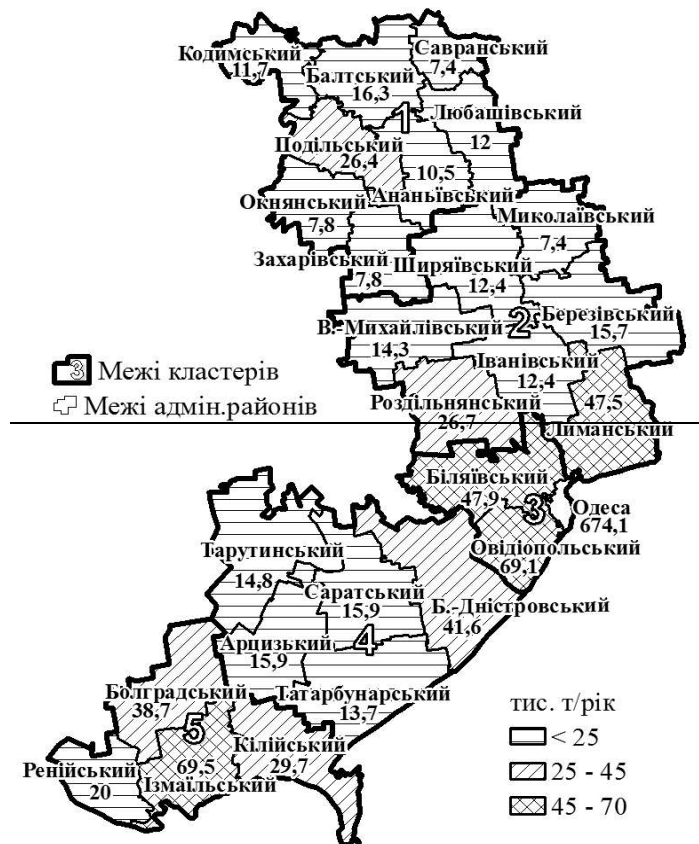 Савранський
7,4
Кодимський
11,7
Балтський
16,3
1
Любашівський
12
Подільський
26,4
10,5
Ананьївський
Окнянський
7,8
Миколаївський
7,4
Захарівський
7,8
Ширяївський
12,4
2
Березівський
15,7
В.-Михайлівський
14,3
Іванівський
12,4
3 Межі кластерів
Межі адмін.районів
Роздільнянський
26,7
47,5
Лиманський
Біляївський
47,9
3
Одеса
674,1
Овідіопольський
69,1
Тарутинський
14,8
Саратський
15,9
Б.-Дністровський
41,6
4
Арцизький
15,9
Татарбунарський
13,7
Болградський
38,7
5
Кілійський
29,7
Ренійський
20
69,5
Ізмаїльський
тис. т/рік
< 25
25 - 45
45 - 70